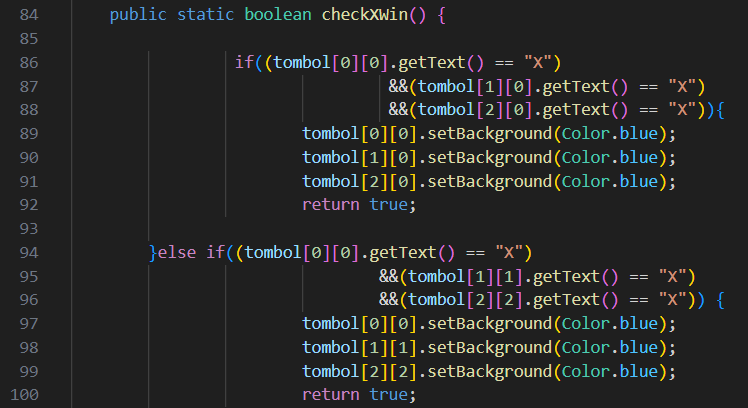 84 public static boolean checkXWin() {
85
86 if((tombol[0][0].getText() == "X")
87 &&(tombol[1][0].getText() == "X")
88 &&(tombol[2][0].getText() == "X")){
89 tombol[0][0].setBackground(Color.blue);
90 tombol[1][0].setBackground(Color.blue);
91 tombol[2][0].setBackground(Color.blue);
92 return true;
93
94 }else if((tombol[0][0].getText() == "X")
95 &&(tombol[1][1].getText() == "X")
96 &&(tombol[2][2].getText() == "X")) {
97 tombol[0][0].setBackground(Color.blue);
98 tombol[1][1].setBackground(Color.blue);
99 tombol[2][2].setBackground(Color.blue);
100 return true;